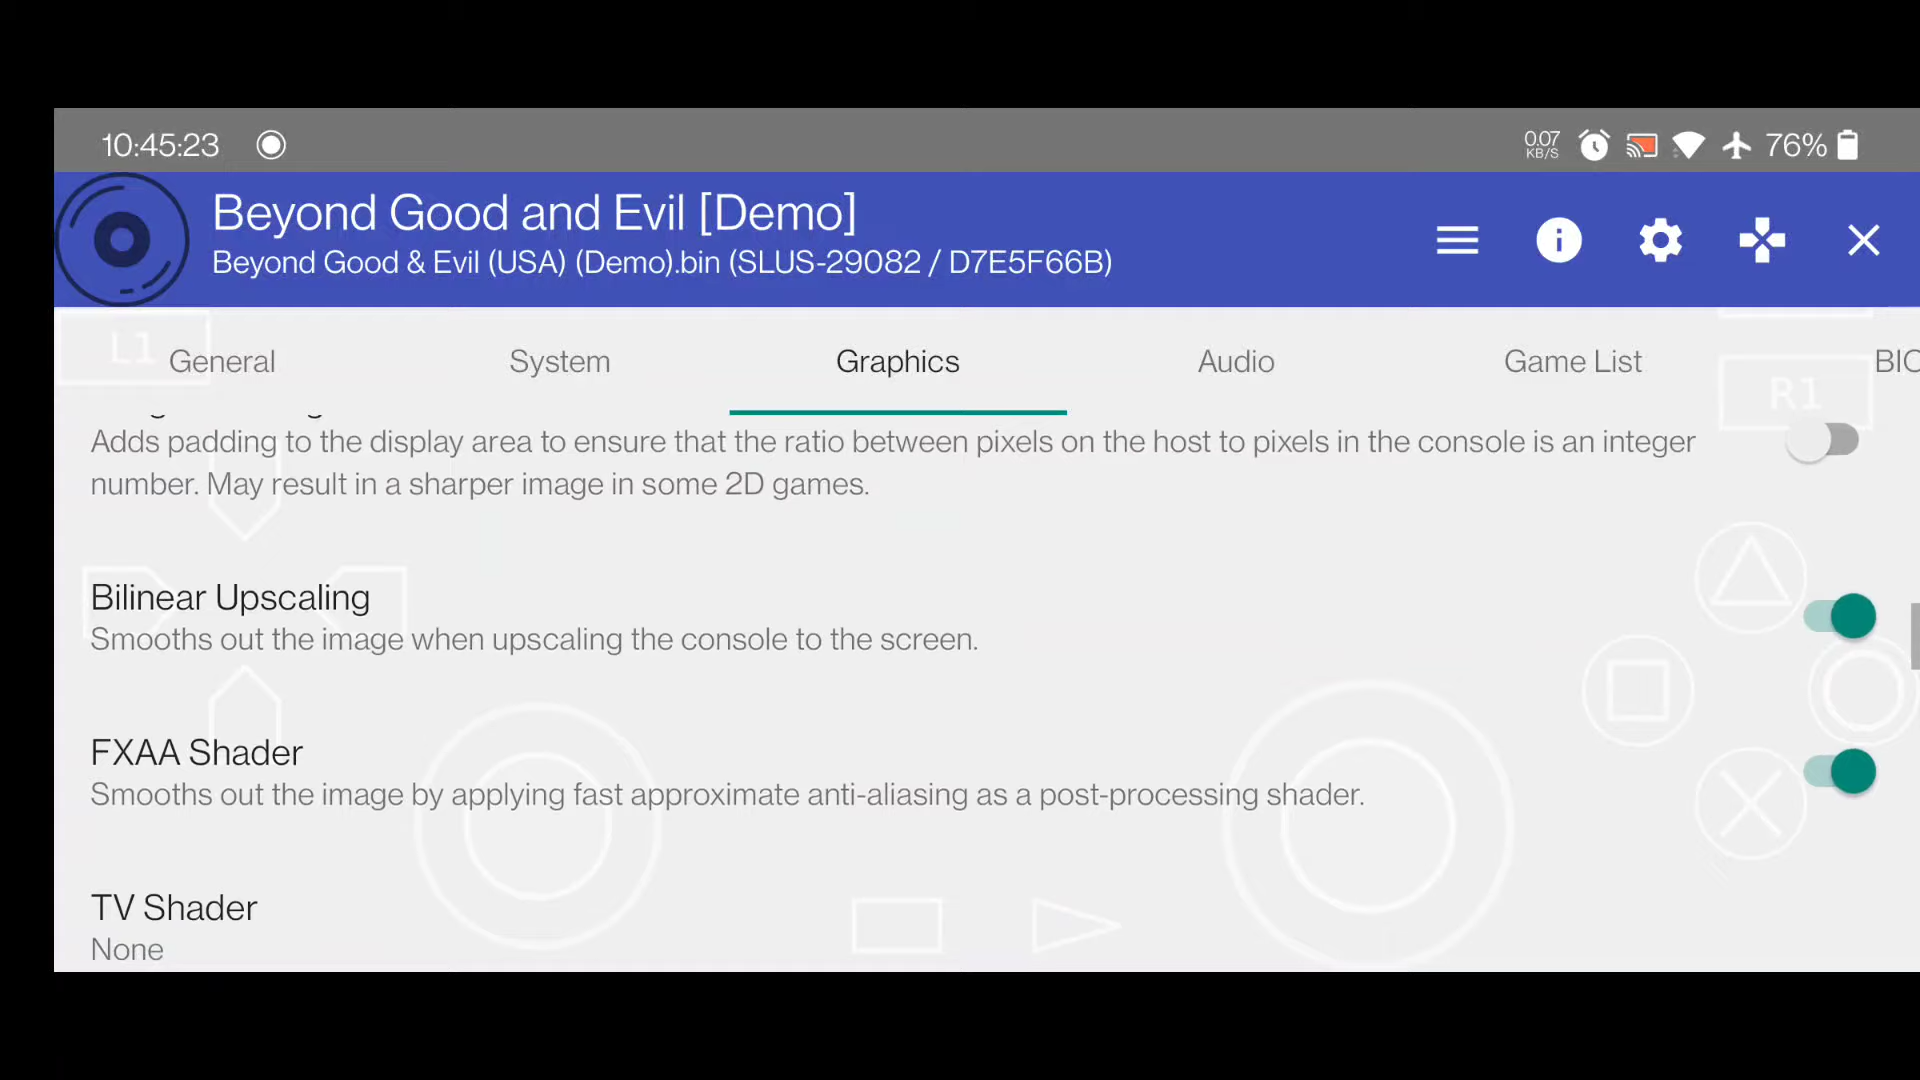 10:45:23
0.07
KB/S
76%
Beyond Good and Evil [Demo]
Beyond Good & Evil (USA) (Demo).bin (SLUS-29082 / D7E5F66B)
L1
General System Graphics Audio Game List
R1
Adds padding to the display area to ensure that the ratio between pixels on the host to pixels in the console is an integer
number. May result in a sharper image in some 2D games.
Bilinear Upscaling
Smooths out the image when upscaling the console to the screen.
FXAA Shader
Smooths out the image by applying fast approximate anti-aliasing as a post-processing shader.
TV Shader
None